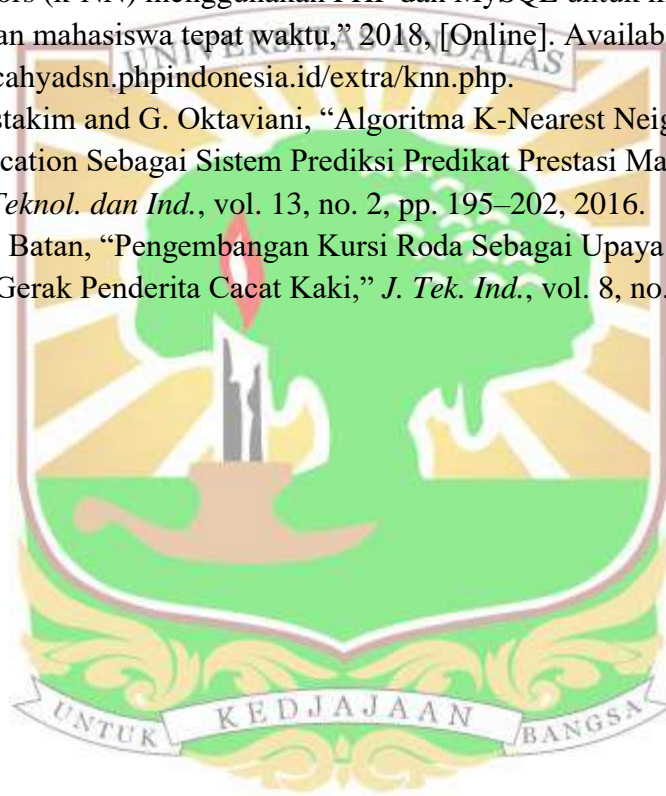 ors (k-NN) menggunakan PHP dan MySQL untuk
an mahasiswa tepat waktu,” 2018, [Online]. Availab
UNIVERSITAS ANDALAS
cahyadsn.phpindonesia.id/extra/knn.php.
stakim and G. Oktaviani, “Algoritma K-Nearest Neig
cation Sebagai Sistem Prediksi Predikat Prestasi Ma
Teknol. dan Ind., vol. 13, no. 2, pp. 195–202, 2016.
Batan, “Pengembangan Kursi Roda Sebagai Upaya
Gerak Penderita Cacat Kaki,” J. Tek. Ind., vol. 8, no.
UNTUK KEDJAJAAN BANGSA